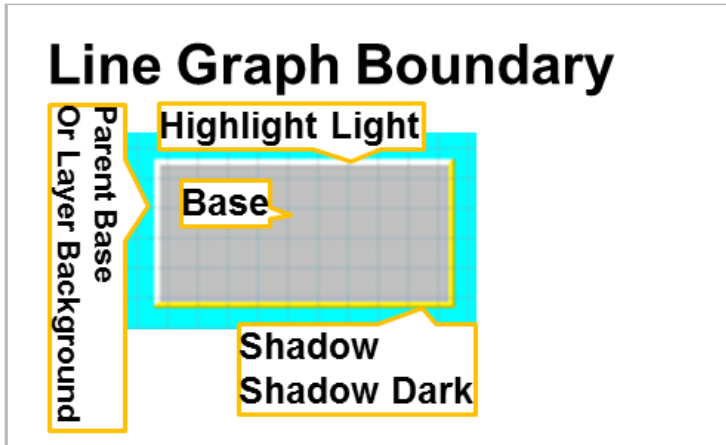 Line Graph Boundary
Parent Base
Or Layer Background
Highlight Light
Base
Shadow
Shadow Dark